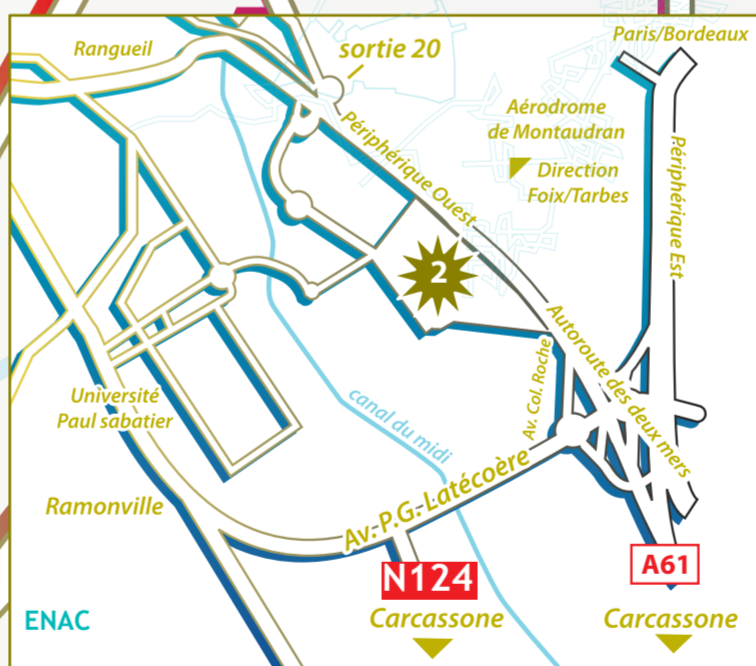 Rangueil
sortie 20
Paris/Bordeaux
Aérodrome
de Montaudran
Direction
Foix/Tarbes
Périphérique Ouest
Périphérique Est
2
Autoroute des deux mers
Av. Col. Roche
Université
Paul sabatier
canal du midi
Ramonville
Av. P.G. Latécoère
N124
A61
ENAC
Carcassone
Carcassone